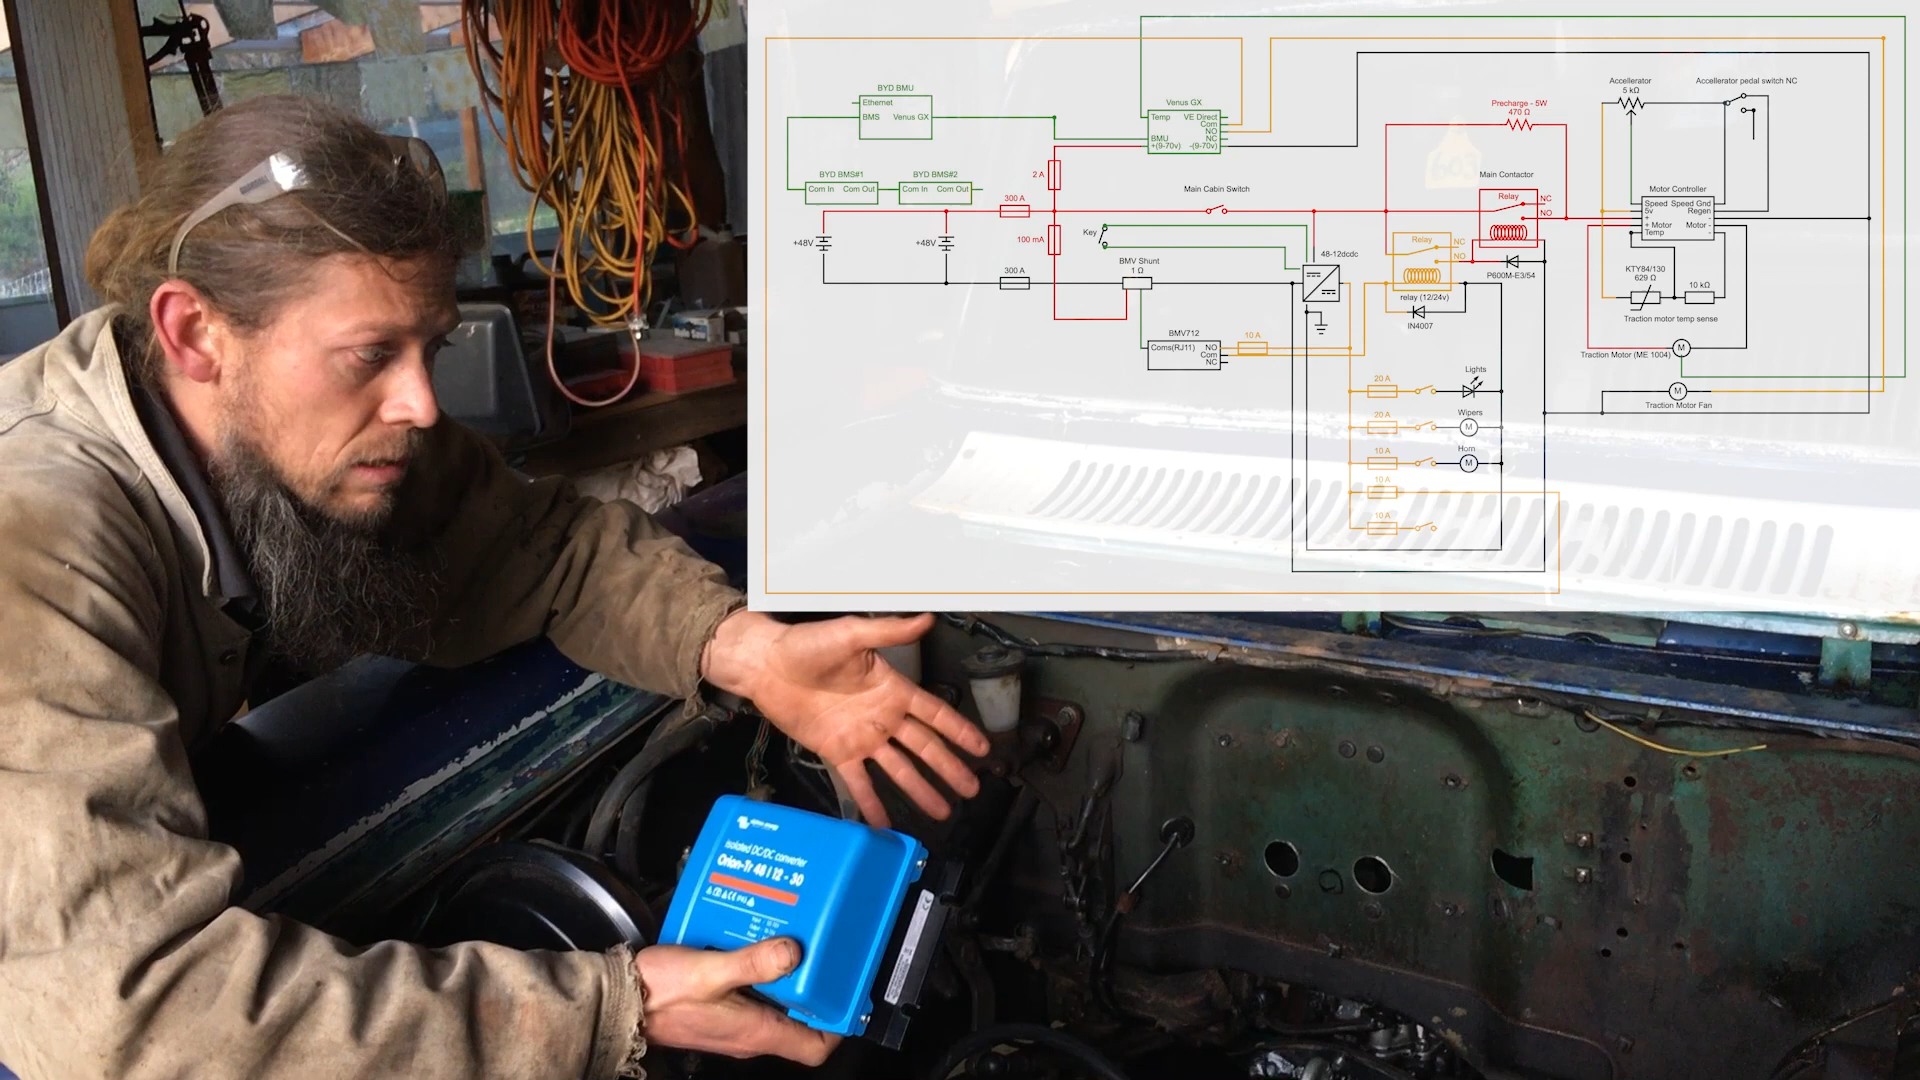 BYD BMU
Ethernet
BMS Venus GX
BYD BMS#1
Com In Com Out
BYD BMS#2
Com In Com Out
+48V
+48V
300 A
300 A
2 A
100 mA
Venus GX
Temp VE Direct
Com
NO
BMU NC
+(9-70v) -(9-70v)
Main Cabin Switch
Key
BMV Shunt
1 Ω
48-12dcdc
BMV712
Coms(RJ11) NO
Com
NC
10 A
Precharge - 5W
470 Ω
Main Contactor
Relay NC
NO
Relay NC
NO
relay (12/24v)
IN4007
P600M-E3/54
20 A
Lights
20 A
Wipers
10 A
Horn
10 A
10 A
Accellerator
5 kΩ
Accellerator pedal switch NC
Motor Controller
Speed Speed Gnd
5v Regen
+ -
+ Motor Motor -
Temp
KTY84/130
629 Ω
10 kΩ
Traction motor temp sense
Traction Motor (ME 1004)
M
M
Traction Motor Fan
M
M
isolated DC/DC converter
Orion-Tr 48 | 12 - 30